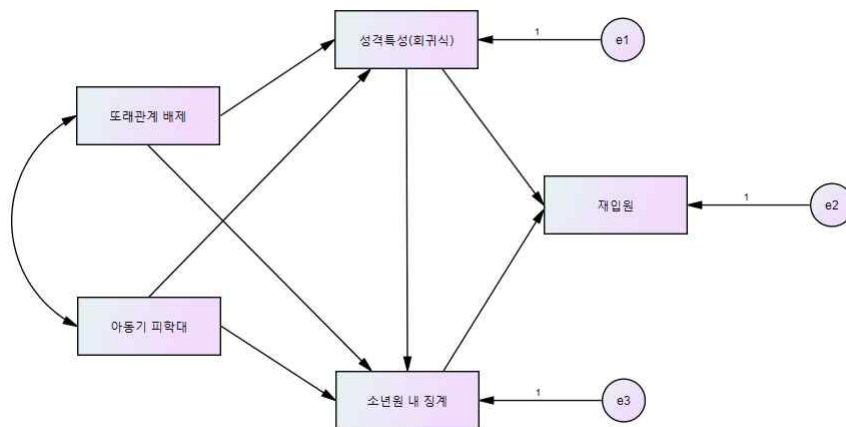 성격특성(회귀식)
1
e1
또래관계 배제
재입원
1
e2
아동기 피학대
소년원 내 징계
1
e3